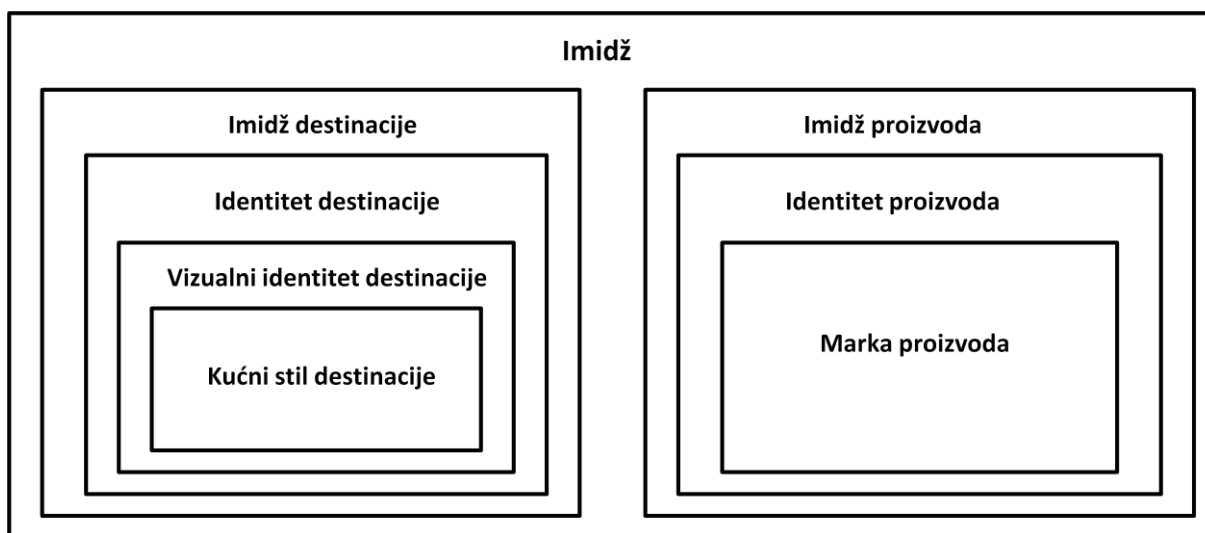 Imidž
Imidž destinacije
Identitet destinacije
Vizualni identitet destinacije
Kućni stil destinacije
Imidž proizvoda
Identitet proizvoda
Marka proizvoda